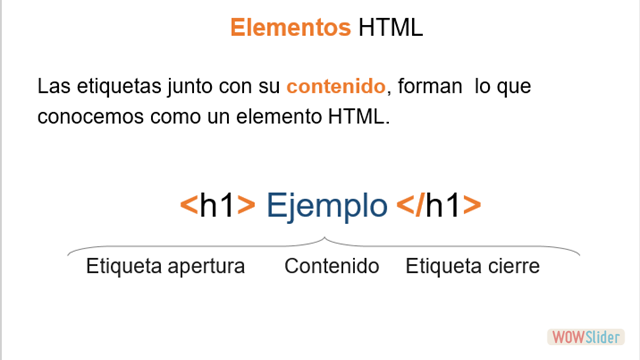 Elementos HTML
Las etiquetas junto con su contenido, forman lo que
conocemos como un elemento HTML.
<h1> Ejemplo </h1>
Etiqueta apertura Contenido Etiqueta cierre
WOWSlider